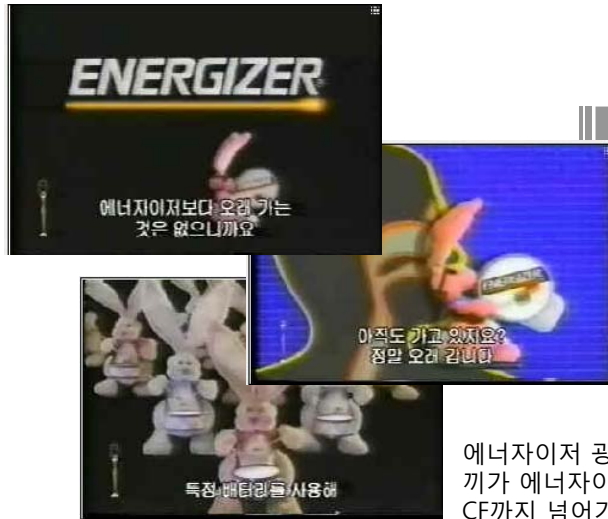 ENERGIZER
에너자이저보다 오래 가는
것은 없으니까요
ENERGIZER
아직도 가고 있지요?
정말 오래 갑니다
특정 배터리를 사용해
에너자이저 광
끼가 에너자이
CF까지 넘어가